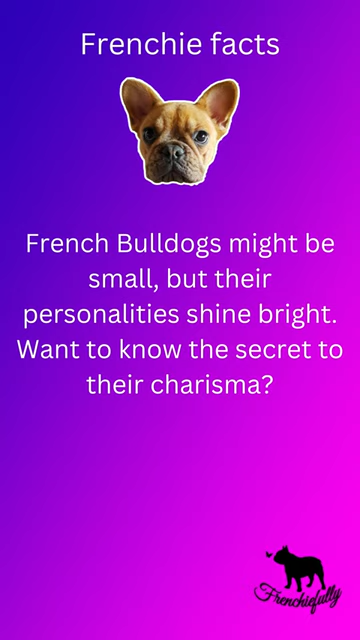 Frenchie facts
French Bulldogs might be
small, but their
personalities shine bright.
Want to know the secret to
their charisma?
Frenchiefully